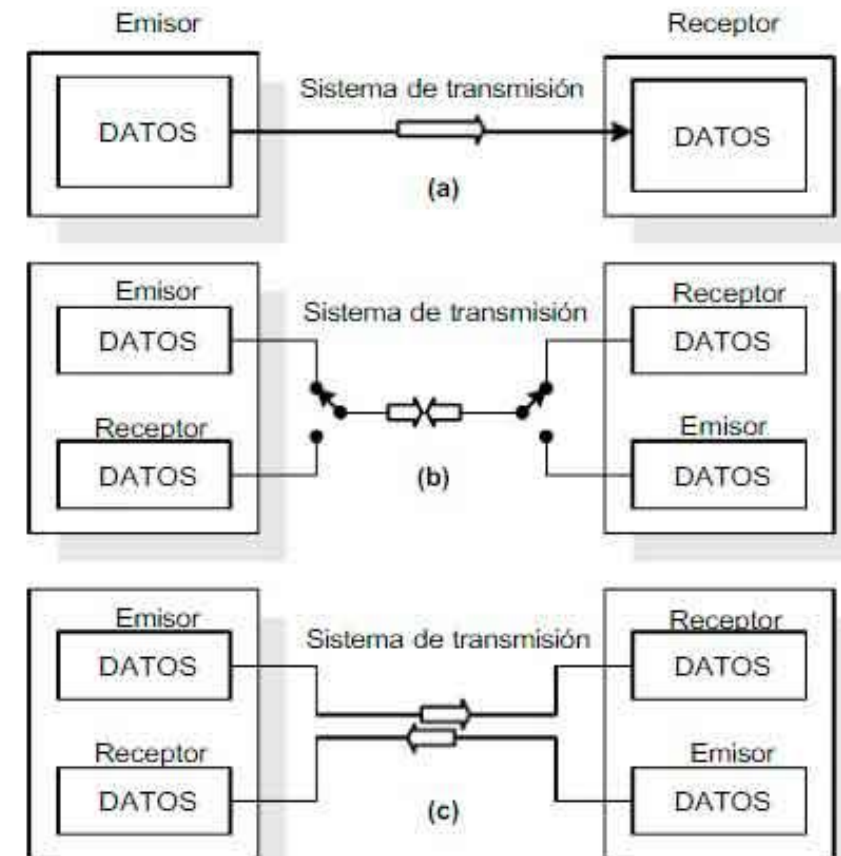 Emisor
Receptor
Sistema de transmisión
DATOS
DATOS
(a)
Emisor
Receptor
Sistema de transmisión
DATOS
DATOS
Receptor
Emisor
DATOS
DATOS
(b)
Emisor
Receptor
Sistema de transmisión
DATOS
DATOS
Receptor
Emisor
DATOS
DATOS
(c)